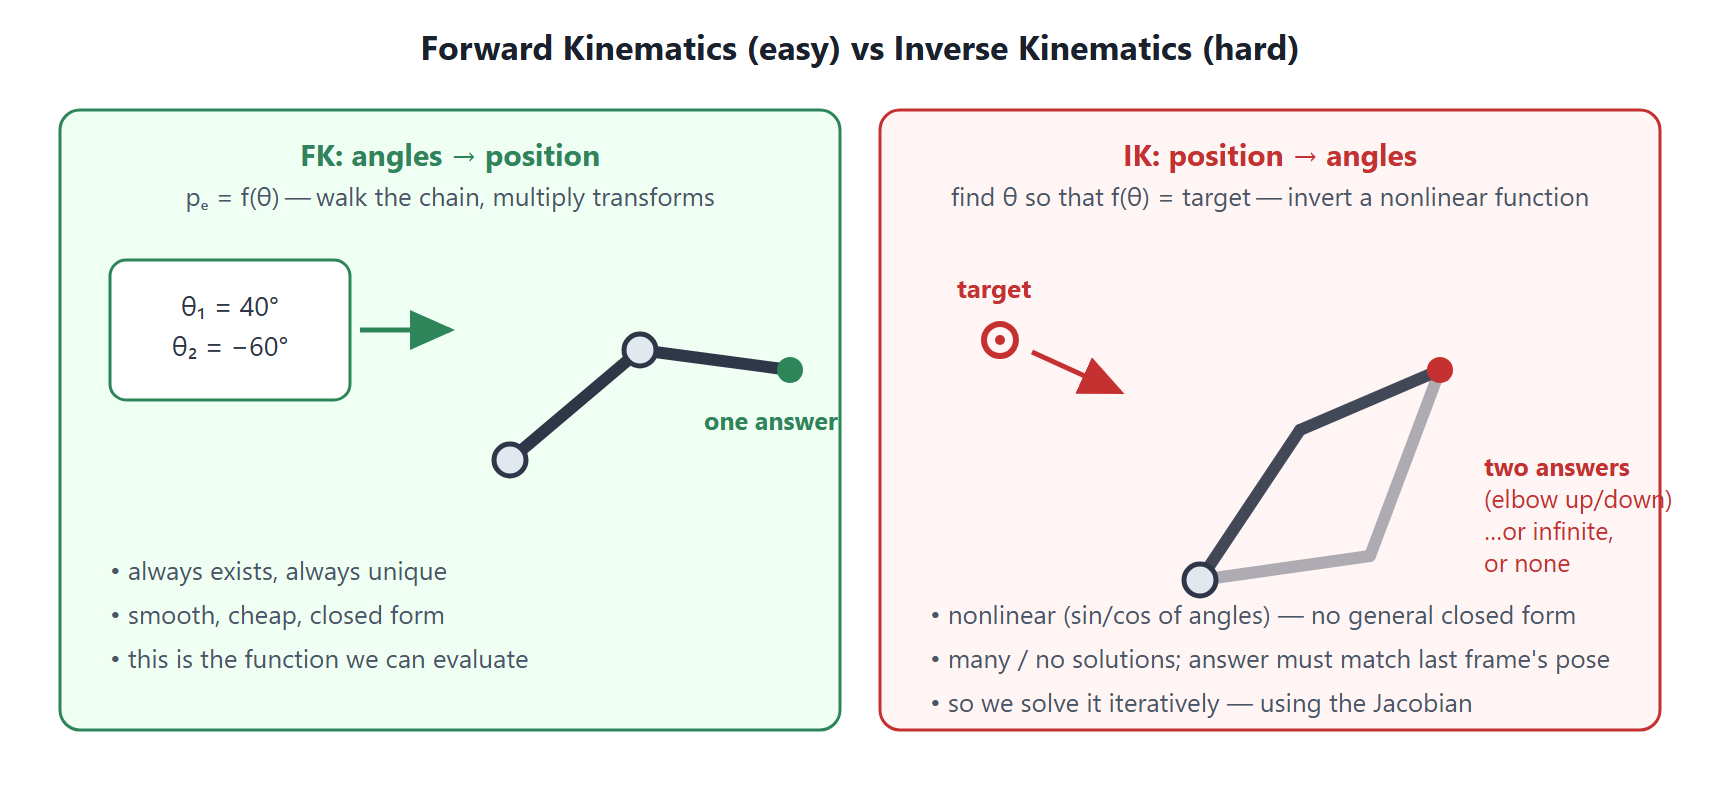 Forward Kinematics (easy) vs Inverse Kinematics (hard)
FK: angles → position
pₑ = f(θ) — walk the chain, multiply transforms
θ₁ = 40°
θ₂ = −60°
one answer
• always exists, always unique
• smooth, cheap, closed form
• this is the function we can evaluate
IK: position → angles
find θ so that f(θ) = target — invert a nonlinear function
target
two answers
(elbow up/down)
...or infinite,
or none
• nonlinear (sin/cos of angles) — no general closed form
• many / no solutions; answer must match last frame's pose
• so we solve it iteratively — using the Jacobian